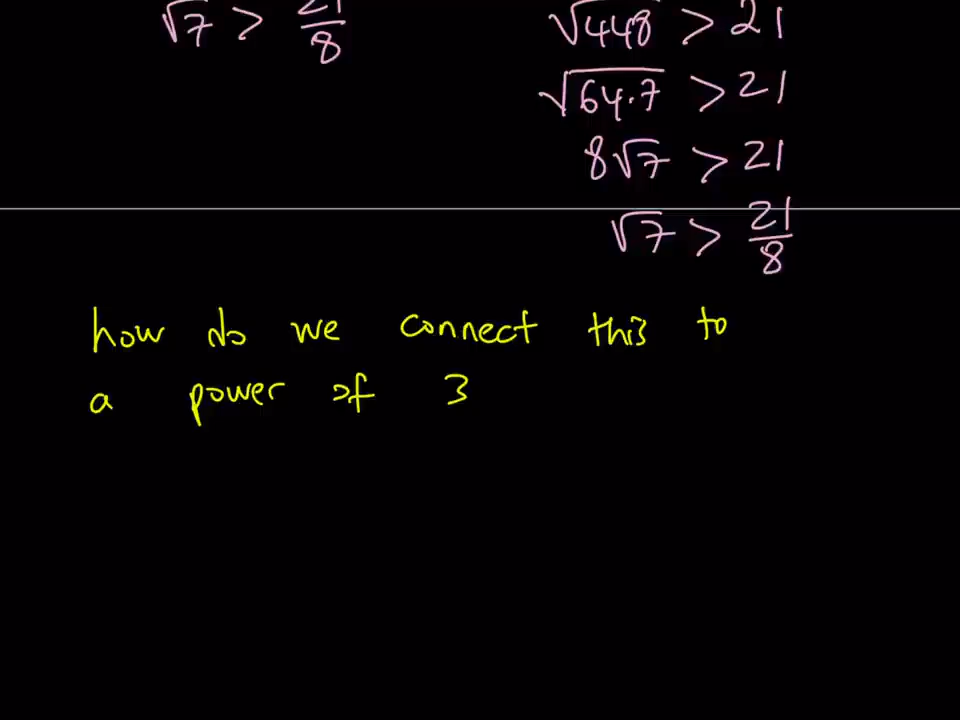 √7 > 21/8
√448 > 21
√64.7 > 21
8√7 > 21
√7 > 21/8
how do we connect this to
a power of 3